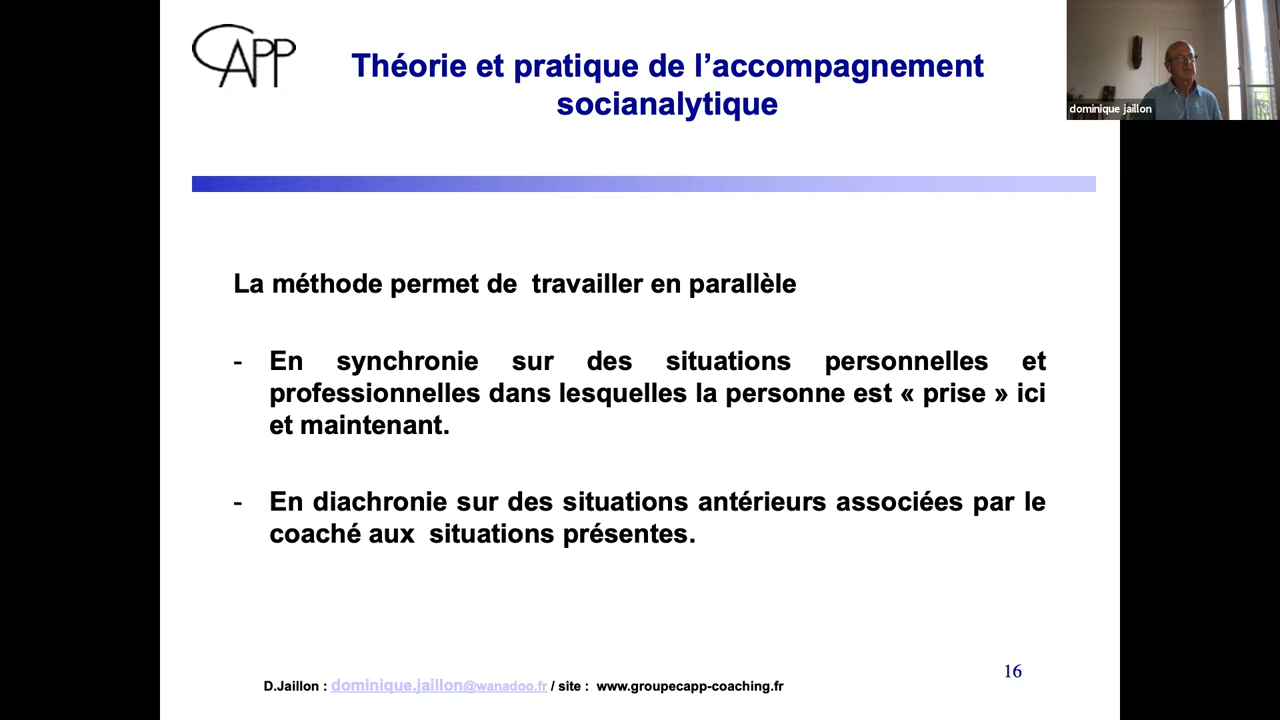 CAPP
Théorie et pratique de l’accompagnement
socianalytique
dominique jaillon
La méthode permet de  travailler en parallèle
- En synchronie sur des situations personnelles et
professionnelles dans lesquelles la personne est « prise » ici
et maintenant.
- En diachronie sur des situations antérieurs associées par le
coaché aux  situations présentes.
16
D.Jaillon : dominique.jaillon@wanadoo.fr / site :  www.groupecapp-coaching.fr